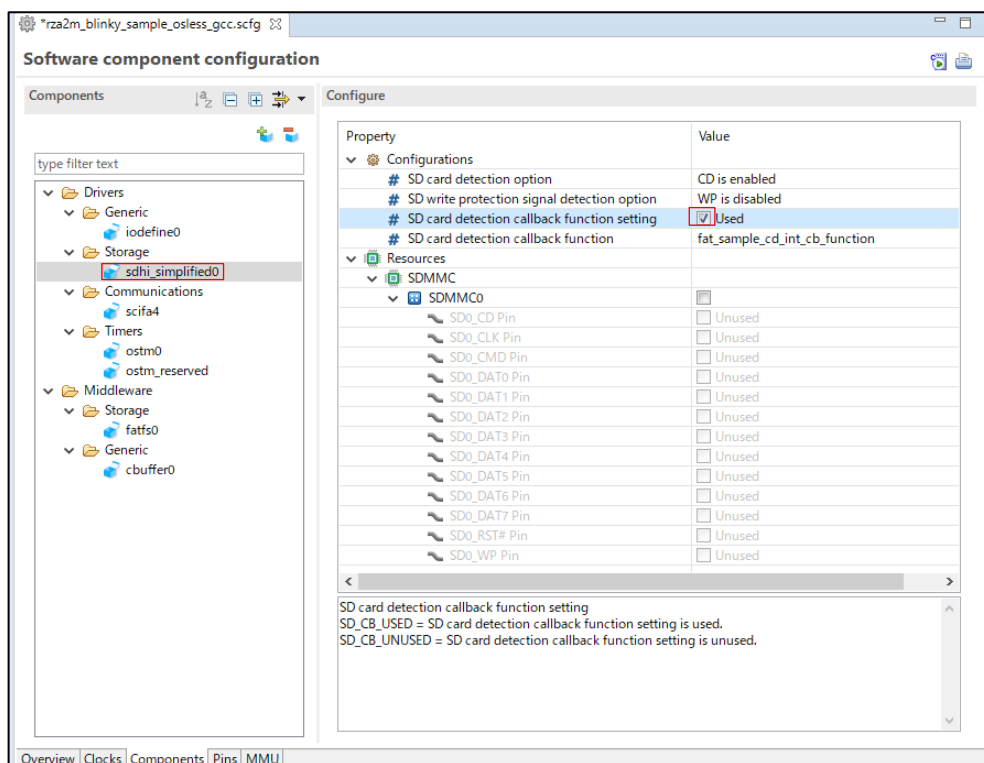 *rza2m_blinky_sample_osless_gcc.scfg
Software component configuration
Components
Configure
type filter text
Drivers
Generic
iodefine0
Storage
sdhi_simplified0
Communications
scifa4
Timers
ostm0
ostm_reserved
Middleware
Storage
fatfs0
Generic
cbuffer0
Property Value
Configurations
# SD card detection option CD is enabled
# SD write protection signal detection option WP is disabled
# SD card detection callback function setting Used
# SD card detection callback function fat_sample_cd_int_cb_function
Resources
SDMMC
SDMMC0
SD0_CD Pin Unused
SD0_CLK Pin Unused
SD0_CMD Pin Unused
SD0_DAT0 Pin Unused
SD0_DAT1 Pin Unused
SD0_DAT2 Pin Unused
SD0_DAT3 Pin Unused
SD0_DAT4 Pin Unused
SD0_DAT5 Pin Unused
SD0_DAT6 Pin Unused
SD0_DAT7 Pin Unused
SD0_RST# Pin Unused
SD0_WP Pin Unused
SD card detection callback function setting
SD_CB_USED = SD card detection callback function setting is used.
SD_CB_UNUSED = SD card detection callback function setting is unused.
Overview Clocks Components Pins MMU